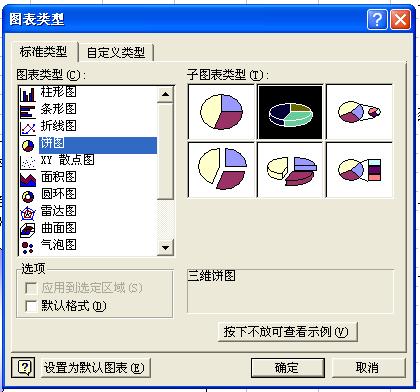 图表类型
标准类型 自定义类型
图表类型(C): 子图表类型(T):
柱形图
条形图
折线图
饼图
XY 散点图
面积图
圆环图
雷达图
曲面图
气泡图
选项
应用到选定区域(S)
默认格式(D)
三维饼图
按下不放可查看示例(V)
设置为默认图表(E) 确定 取消